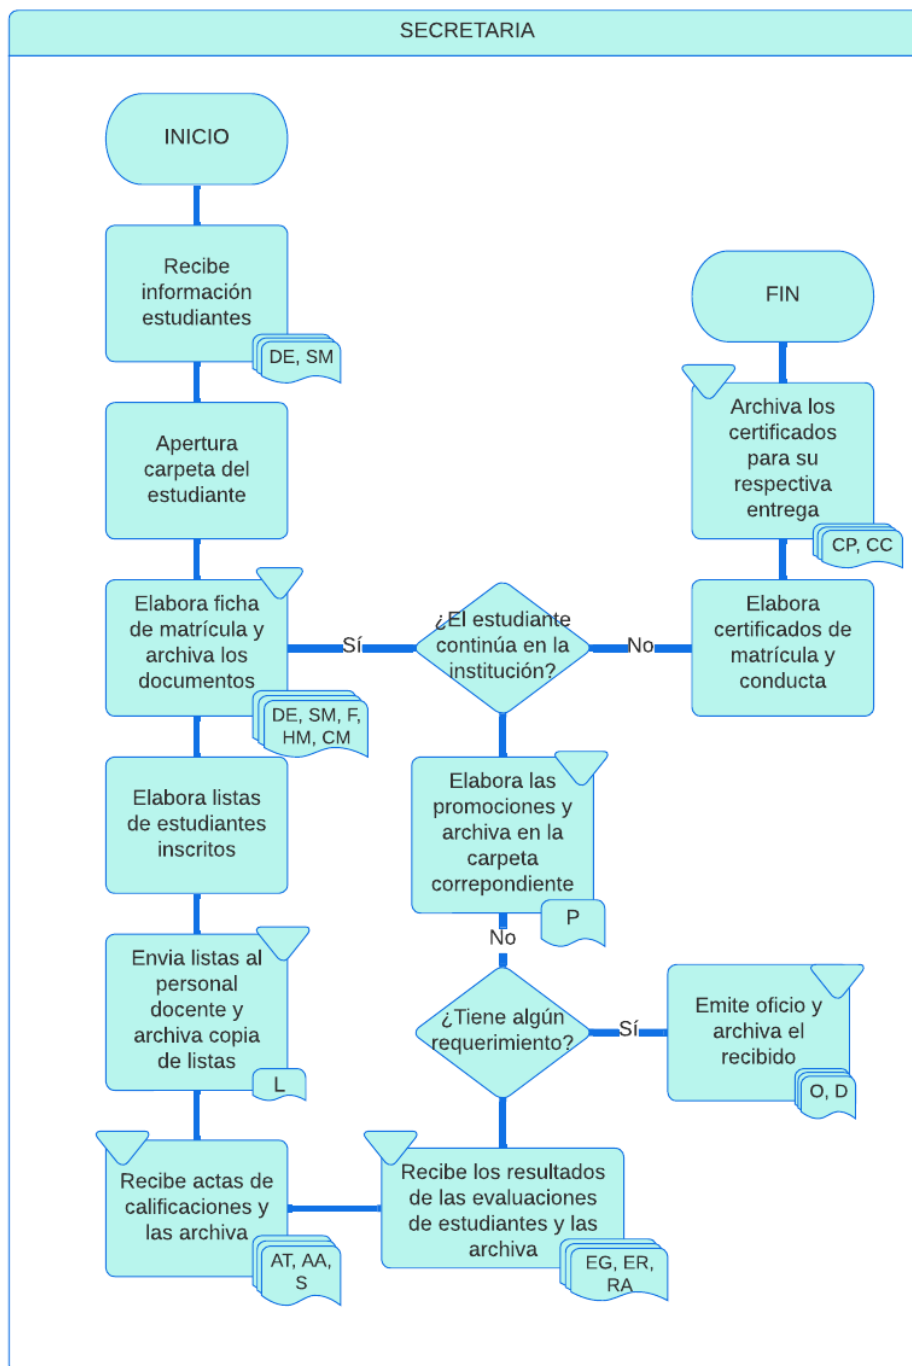 SECRETARIA
INICIO
Recibe
información
estudiantes
DE, SM
Apertura
carpeta del
estudiante
Elabora ficha
de matrícula y
archiva los
documentos
DE, SM, F,
HM, CM
Elabora listas
de estudiantes
inscritos
Envia listas al
personal
docente y
archiva copia
de listas
L
Recibe actas de
calificaciones y
las archiva
AT, AA,
S
Recibe los resultados
de las evaluaciones
de estudiantes y las
archiva
EG, ER,
RA
¿Tiene algún
requerimiento?
Sí
Emite oficio y
archiva el
recibido
O, D
No
Elabora las
promociones y
archiva en la
carpeta
correpondiente
P
¿El estudiante
continúa en la
institución?
Sí
No
Elabora
certificados de
matrícula y
conducta
Archiva los
certificados
para su
respectiva
entrega
CP, CC
FIN